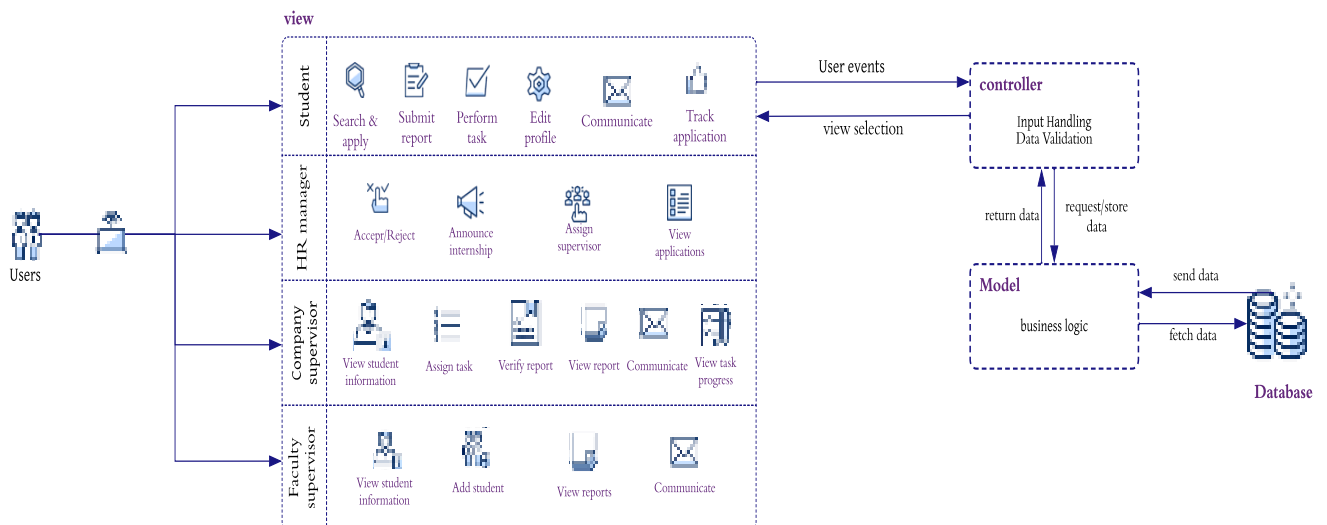 view
Student
Search &
apply
Submit
report
Perform
task
Edit
profile
Communicate
Track
application
User events
view selection
controller
Input Handling
Data Validation
HR manager
Accepr/Reject
Announce
internship
Assign
supervisor
View
applications
return data
request/store
data
Users
Company
supervisor
View student
information
Assign task
Verify report
View report
Communicate
View task
progress
Model
business logic
send data
fetch data
Database
Faculty
supervisor
View student
information
Add student
View reports
Communicate